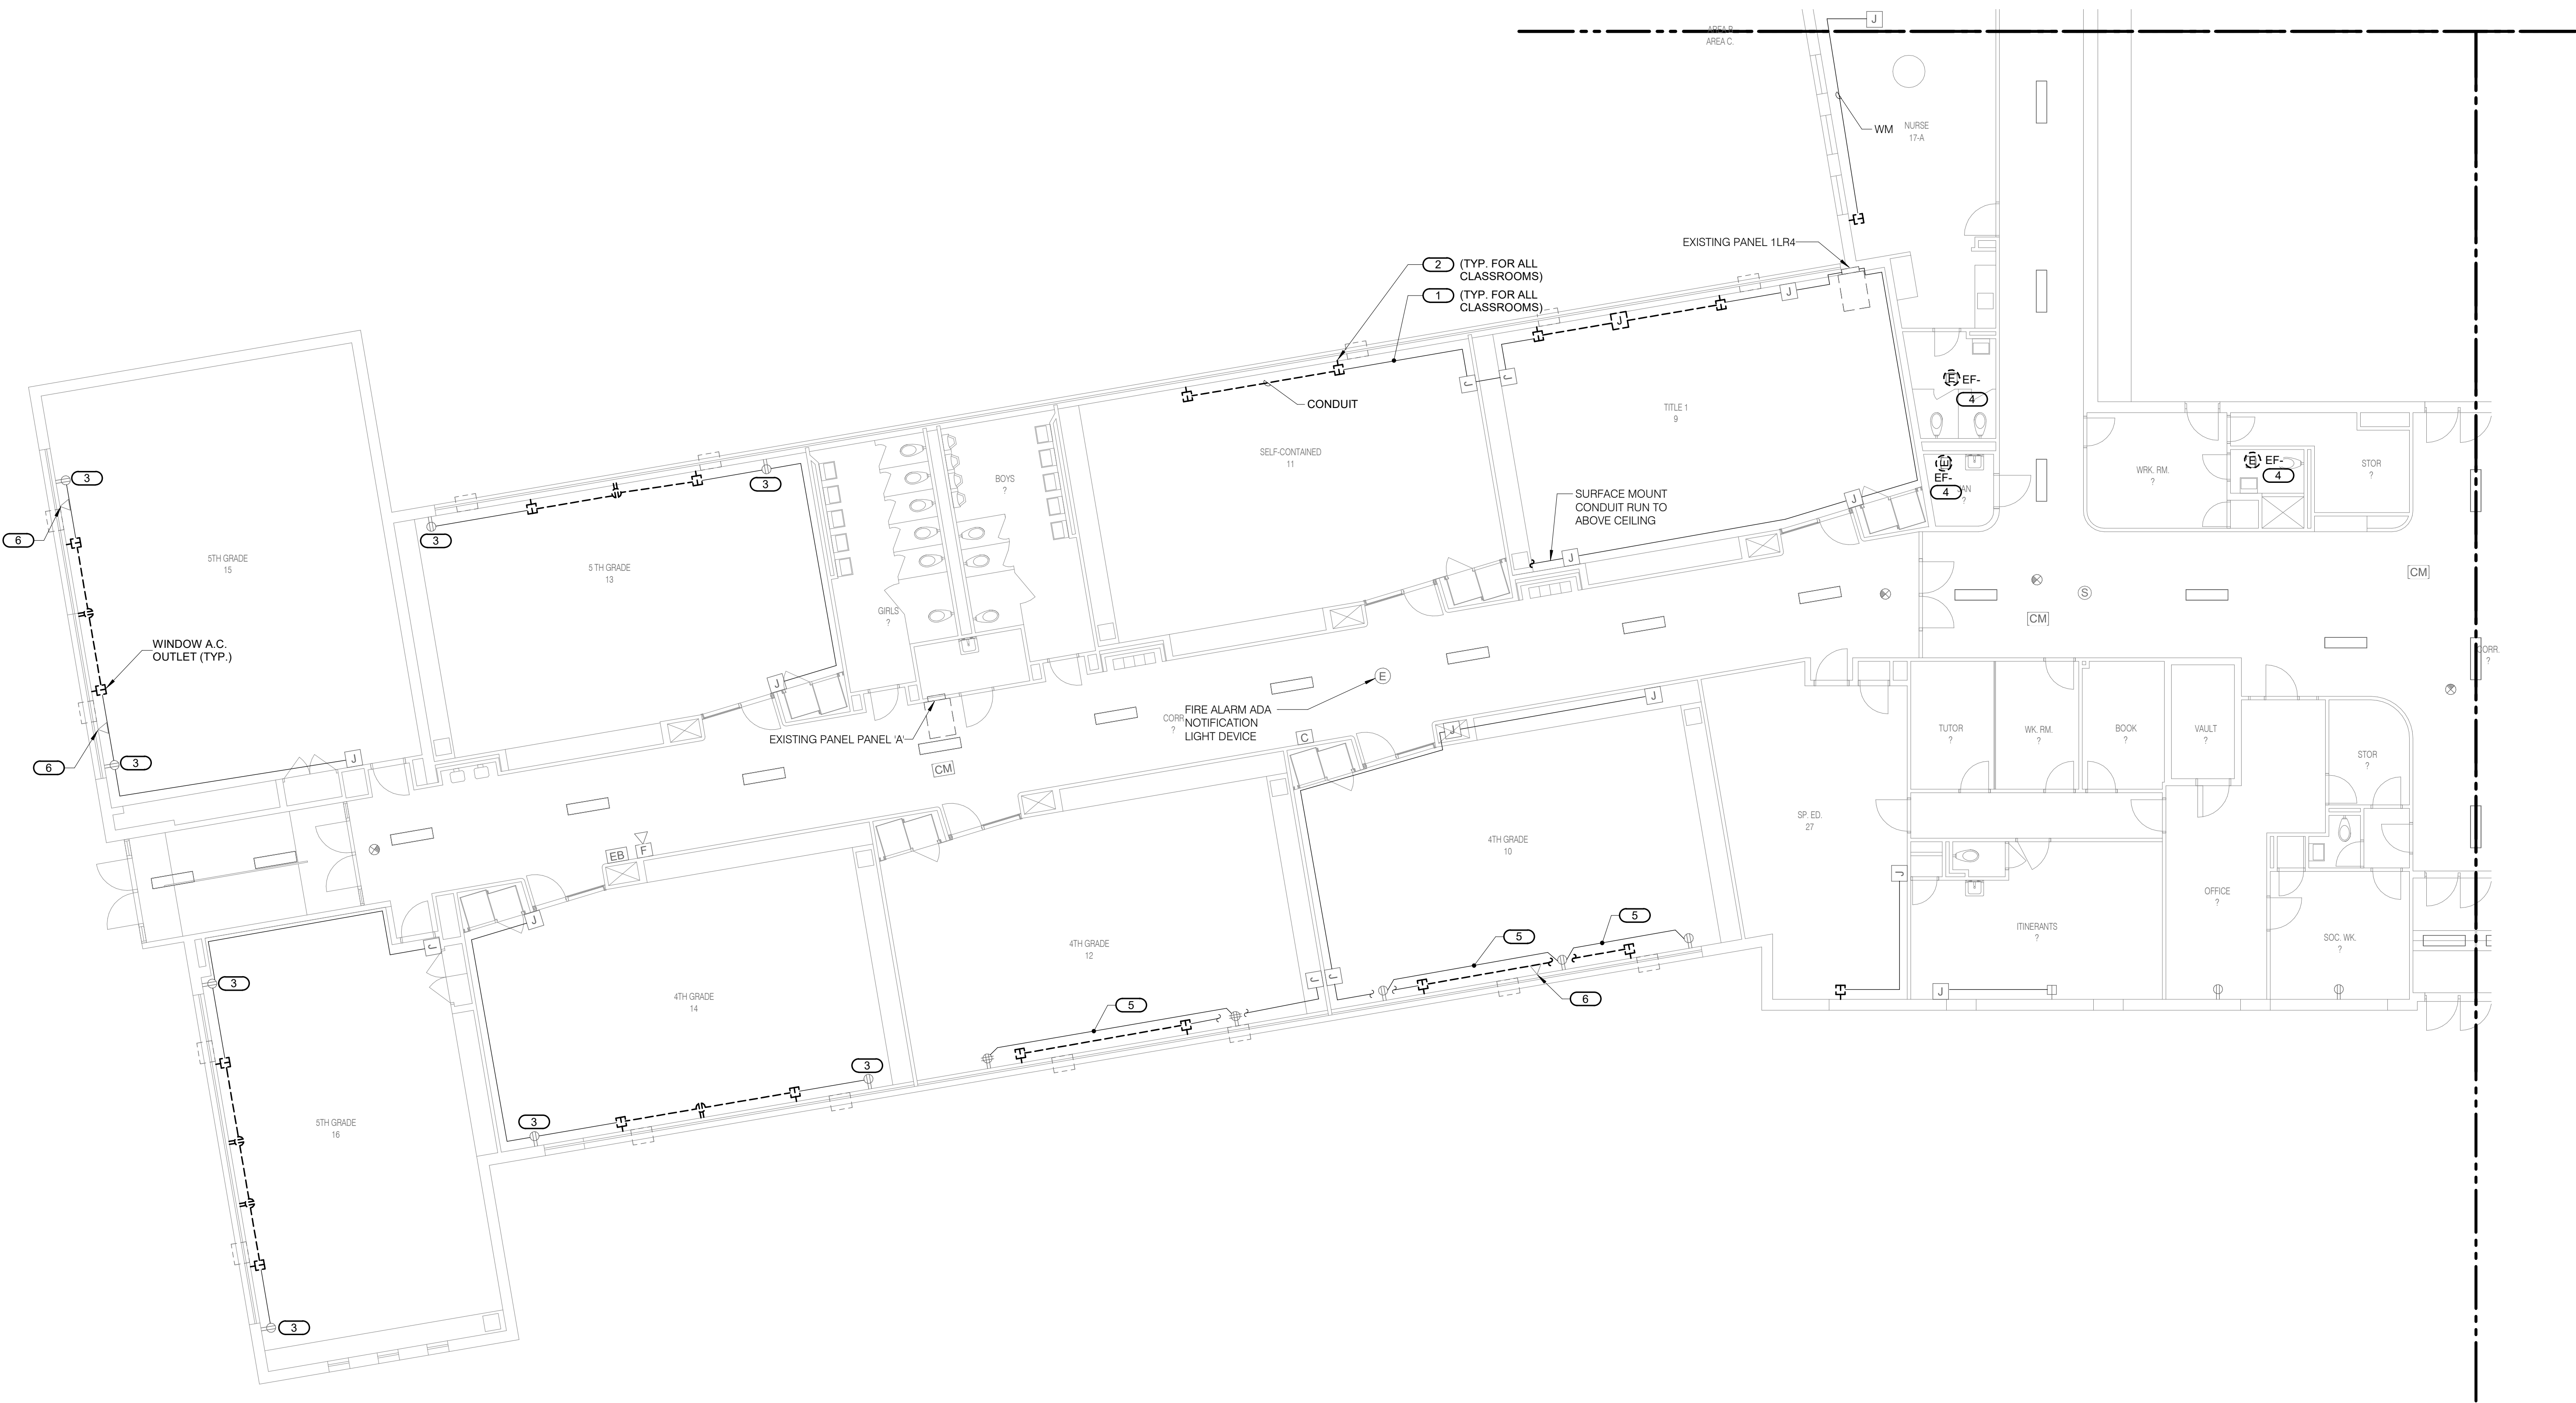 AREA B
AREA C.
J
WM
NURSE
17-A
EXISTING PANEL 1LR4
2 (TYP. FOR ALL
CLASSROOMS)
1 (TYP. FOR ALL
CLASSROOMS)
J
J
CONDUIT
J
J
E EF-
4
TITLE 1
9
SELF-CONTAINED
11
E
EF-
4
JAN
?
WRK. RM.
?
E EF-
4
STOR
?
BOYS
?
3
3
3
6
5TH GRADE
15
5 TH GRADE
13
SURFACE MOUNT
CONDUIT RUN TO
ABOVE CEILING
J
J
GIRLS
?
[CM]
S
[CM]
WINDOW A.C.
OUTLET (TYP.)
E
CORR.
?
J
J
FIRE ALARM ADA
NOTIFICATION
LIGHT DEVICE
CORR.
?
EXISTING PANEL PANEL 'A'
C
J
TUTOR
?
WK. RM.
?
BOOK
?
VAULT
?
STOR
?
6
3
J
CM
SP. ED.
27
4TH GRADE
10
EB
F
J
OFFICE
?
J
J
4TH GRADE
12
5
5
ITINERANTS
?
SOC. WK.
?
3
4TH GRADE
14
5
J
J
6
J
3
3
5TH GRADE
16
3